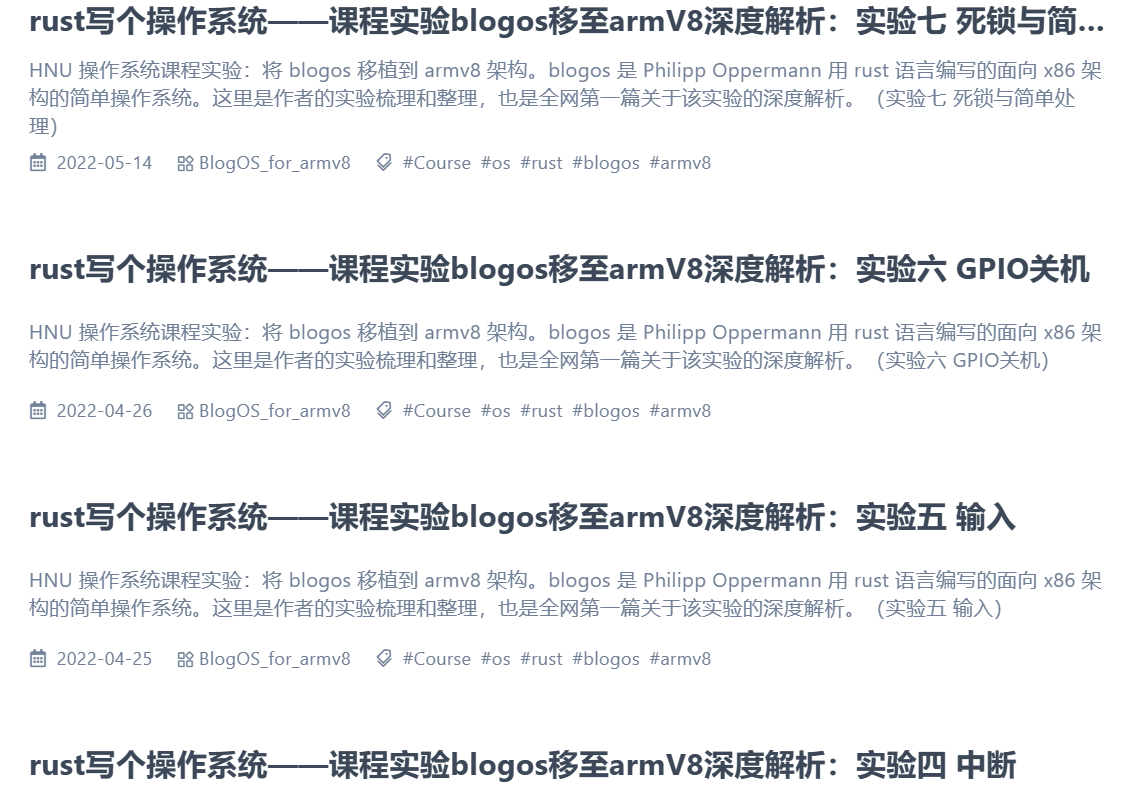 rust写个操作系统——课程实验blogos移至armV8深度解析：实验七 死锁与简...
HNU 操作系统课程实验：将 blogos 移植到 armv8 架构。blogos 是 Philipp Oppermann 用 rust 语言编写的面向 x86 架
构的简单操作系统。这里是作者的实验梳理和整理，也是全网第一篇关于该实验的深度解析。（实验七 死锁与简单处
理）
2022-05-14 BlogOS_for_armv8 #Course #os #rust #blogos #armv8
rust写个操作系统——课程实验blogos移至armV8深度解析：实验六 GPIO关机
HNU 操作系统课程实验：将 blogos 移植到 armv8 架构。blogos 是 Philipp Oppermann 用 rust 语言编写的面向 x86 架
构的简单操作系统。这里是作者的实验梳理和整理，也是全网第一篇关于该实验的深度解析。（实验六 GPIO关机）
2022-04-26 BlogOS_for_armv8 #Course #os #rust #blogos #armv8
rust写个操作系统——课程实验blogos移至armV8深度解析：实验五 输入
HNU 操作系统课程实验：将 blogos 移植到 armv8 架构。blogos 是 Philipp Oppermann 用 rust 语言编写的面向 x86 架
构的简单操作系统。这里是作者的实验梳理和整理，也是全网第一篇关于该实验的深度解析。（实验五 输入）
2022-04-25 BlogOS_for_armv8 #Course #os #rust #blogos #armv8
rust写个操作系统——课程实验blogos移至armV8深度解析：实验四 中断